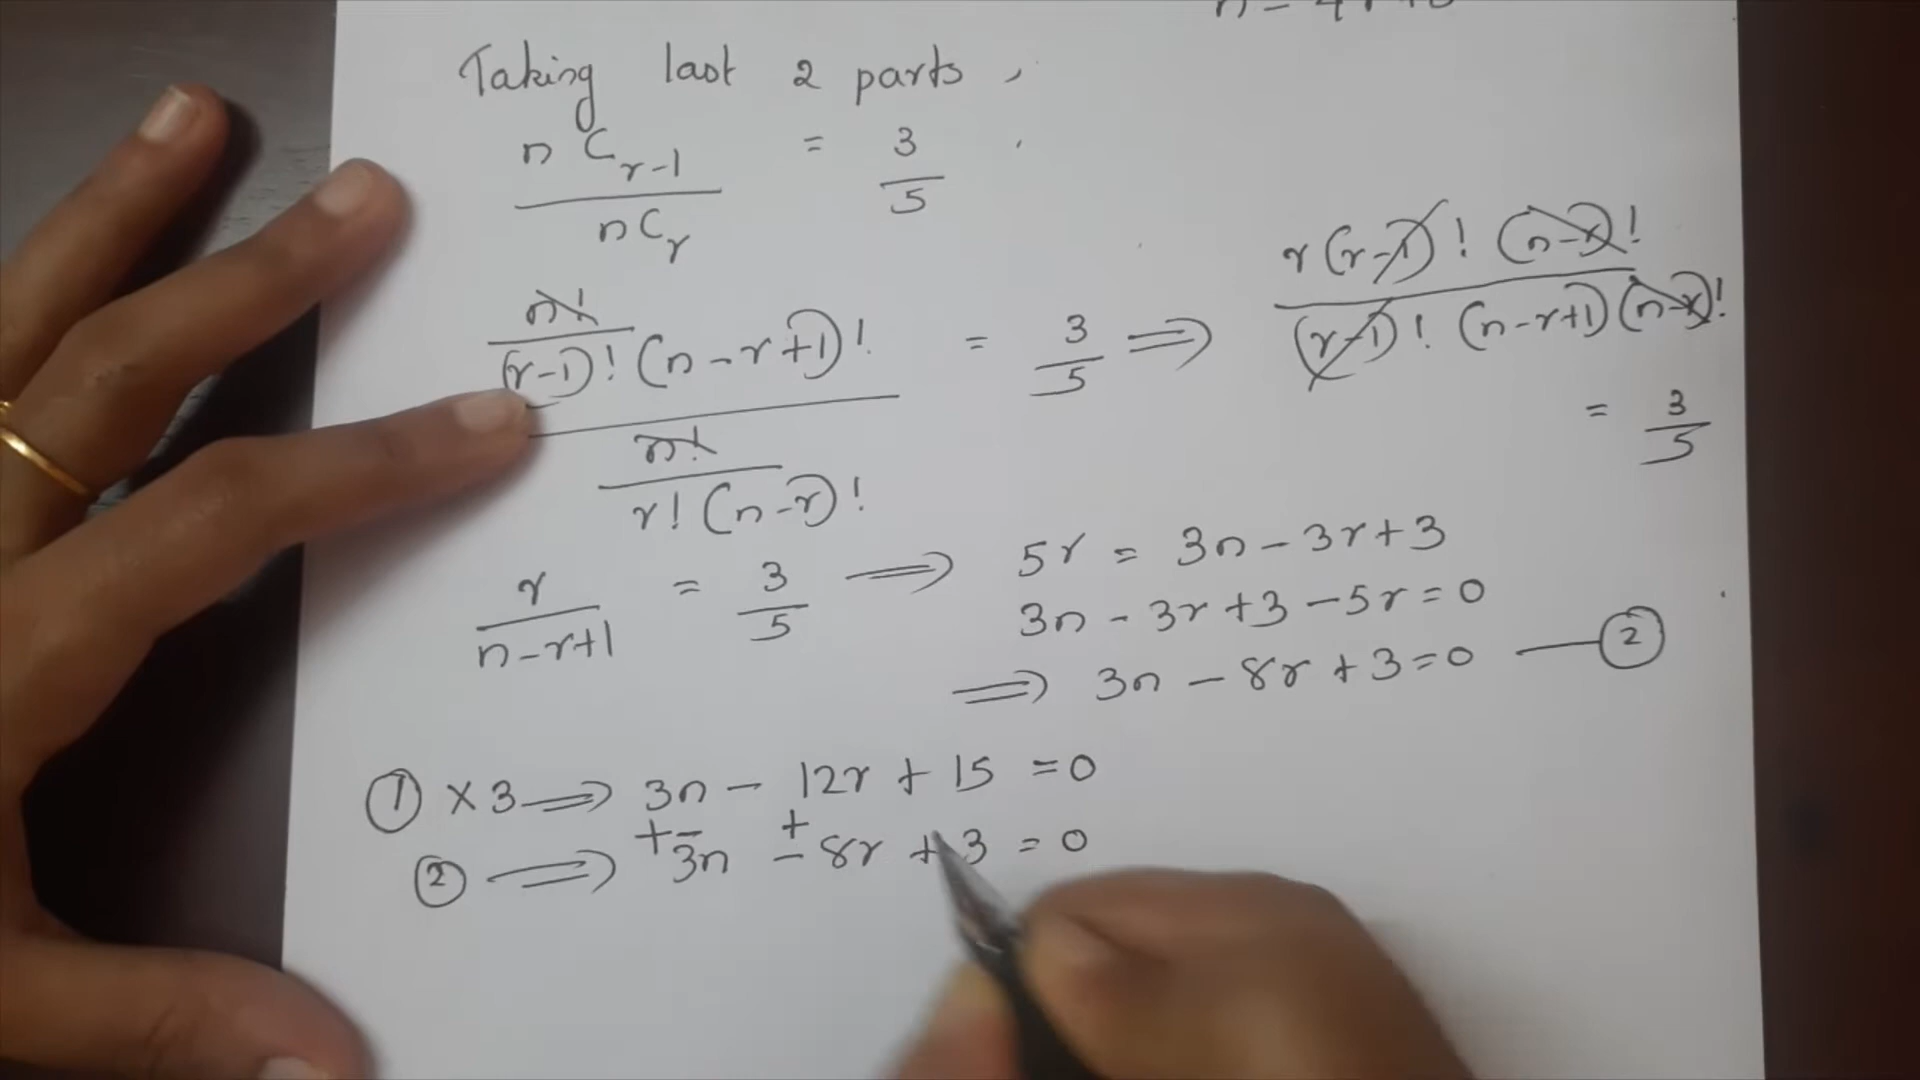 Taking last 2 parts,
nCr-1 / nCr = 3/5
n! / (r-1)! (n-r+1)! / n! / r! (n-r)! = 3/5 ⟹ r(r-1)! (n-r)! / (r-1)! (n-r+1)(n-r)!
= 3/5
r / n-r+1 = 3/5 ⟹ 5r = 3n - 3r + 3
3n - 3r + 3 - 5r = 0
⟹ 3n - 8r + 3 = 0 — ②
① × 3 ⟹ 3n - 12r + 15 = 0
② ⟹ 3n - 8r + 3 = 0